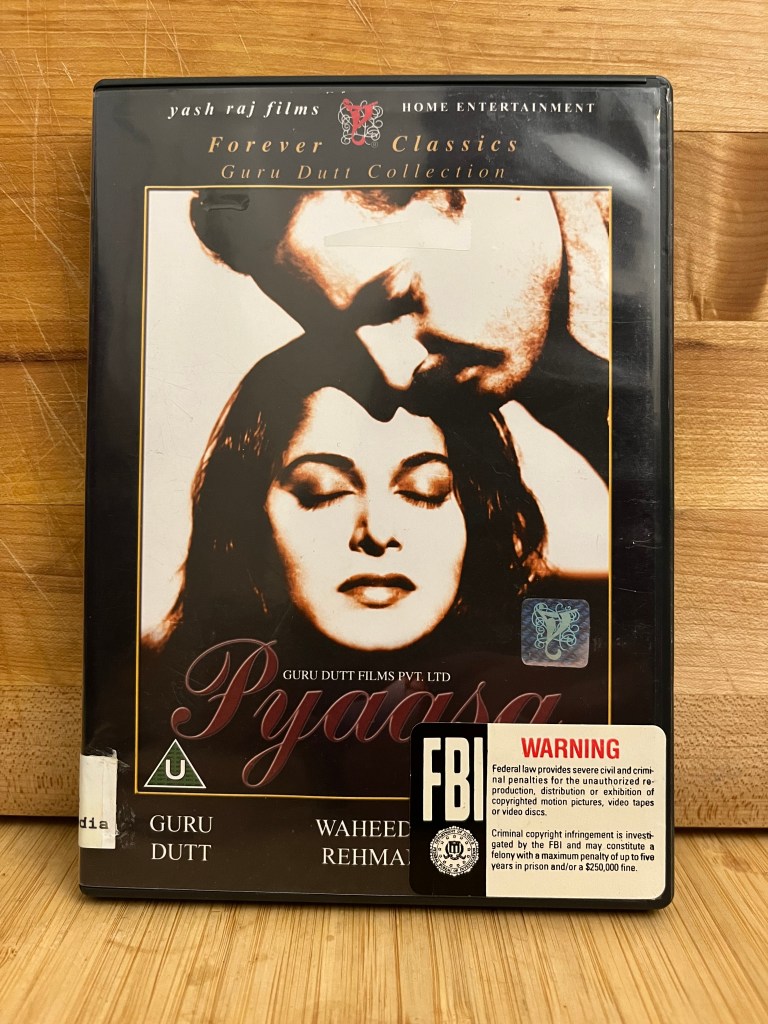 yash raj films HOME ENTERTAINMENT
Forever Classics
Guru Dutt Collection
GURU DUTT FILMS PVT. LTD
Pyaasa
U
dia
GURU
DUTT
WAHEED
REHMA
FBI
WARNING
Federal law provides severe civil and crimi-
nal penalties for the unauthorized re-
production, distribution or exhibition of
copyrighted motion pictures, video tapes
or video discs.
Criminal copyright infringement is investi-
gated by the FBI and may constitute a
felony with a maximum penalty of up to five
years in prison and/or a $250,000 fine.